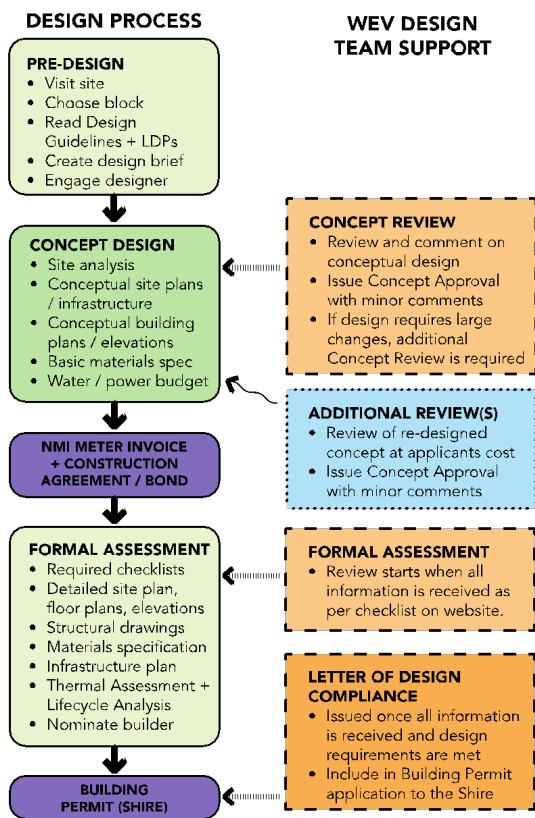 DESIGN PROCESS
PRE-DESIGN
• Visit site
• Choose block
• Read Design
Guidelines + LDPs
• Create design brief
• Engage designer
CONCEPT DESIGN
• Site analysis
• Conceptual site plans
/ infrastructure
• Conceptual building
plans / elevations
• Basic materials spec
• Water / power budget
NMI METER INVOICE
+ CONSTRUCTION
AGREEMENT / BOND
FORMAL ASSESSMENT
• Required checklists
• Detailed site plan,
floor plans, elevations
• Structural drawings
• Materials specification
• Infrastructure plan
• Thermal Assessment +
Lifecycle Analysis
• Nominate builder
BUILDING
PERMIT (SHIRE)
WEV DESIGN
TEAM SUPPORT
CONCEPT REVIEW
• Review and comment on
conceptual design
• Issue Concept Approval
with minor comments
• If design requires large
changes, additional
Concept Review is required
ADDITIONAL REVIEW(S)
• Review of re-designed
concept at applicants cost
• Issue Concept Approval
with minor comments
FORMAL ASSESSMENT
• Review starts when all
information is received as
per checklist on website.
LETTER OF DESIGN
COMPLIANCE
• Issued once all information
is received and design
requirements are met
• Include in Building Permit
application to the Shire